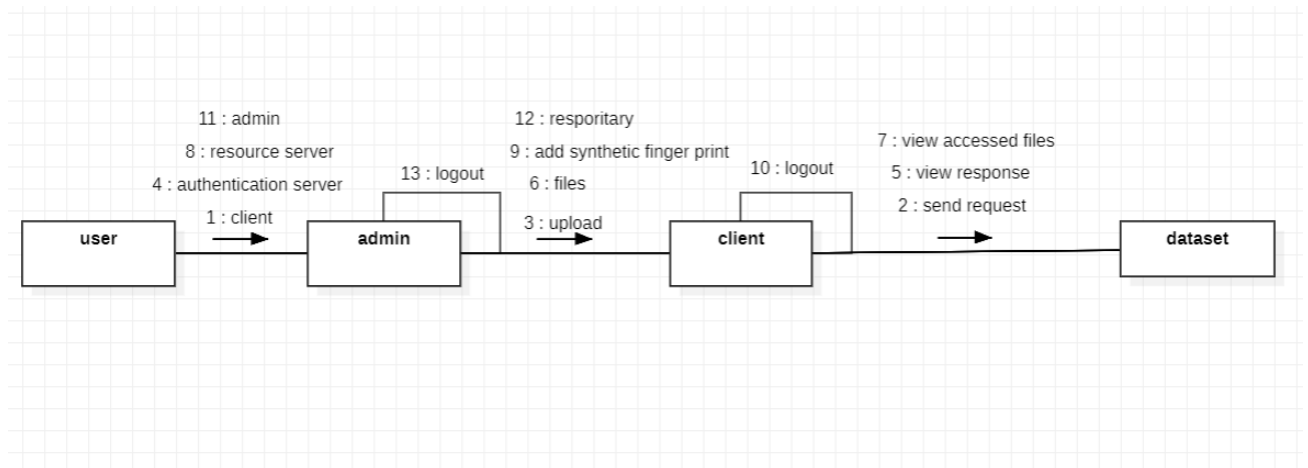 11 : admin
8 : resource server
4 : authentication server
1 : client
13 : logout
12 : resporitary
9 : add synthetic finger print
6 : files
3 : upload
10 : logout
7 : view accessed files
5 : view response
2 : send request
user
admin
client
dataset